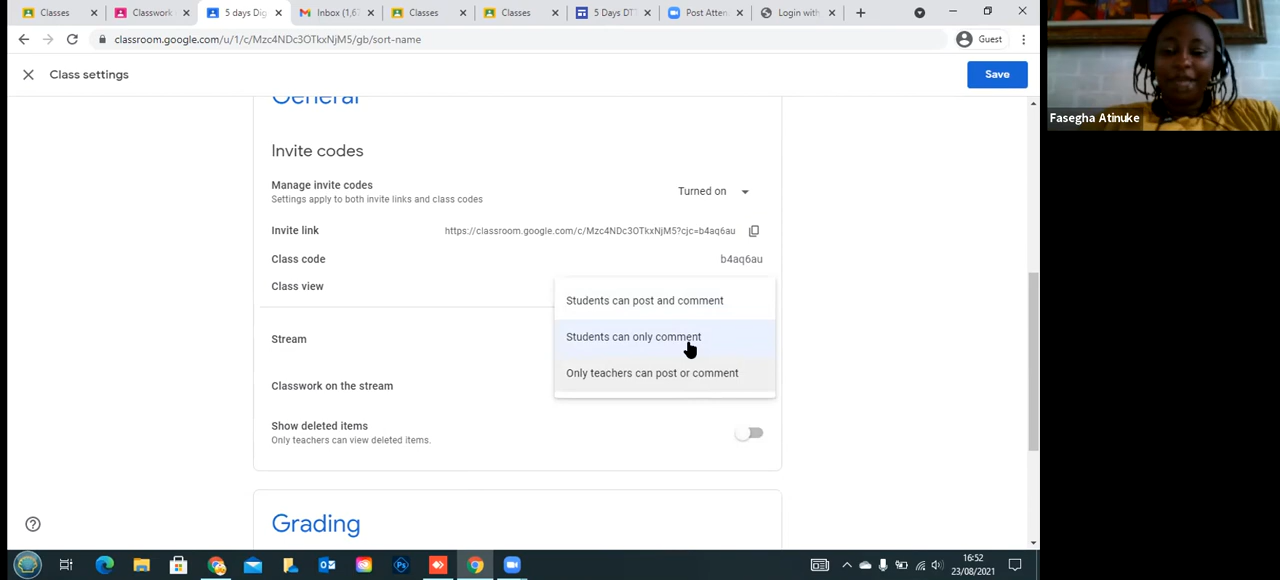 Classes
Classwork
5 days Dig
Inbox (1,6
Classes
Classes
5 Days DT
Post Atten
Login with
classroom.google.com/u/1/c/Mzc4NDc3OTkxNjM5/gb/sort-name
Guest
Class settings
Save
Fasegha Atinuke
General
Invite codes
Manage invite codes
Turned on
Settings apply to both invite links and class codes
Invite link
https://classroom.google.com/c/Mzc4NDc3OTkxNjM5?cjc=b4aq6au
Class code
b4aq6au
Class view
Students can post and comment
Stream
Students can only comment
Only teachers can post or comment
Classwork on the stream
Show deleted items
Only teachers can view deleted items.
Grading
16:52
23/08/2021